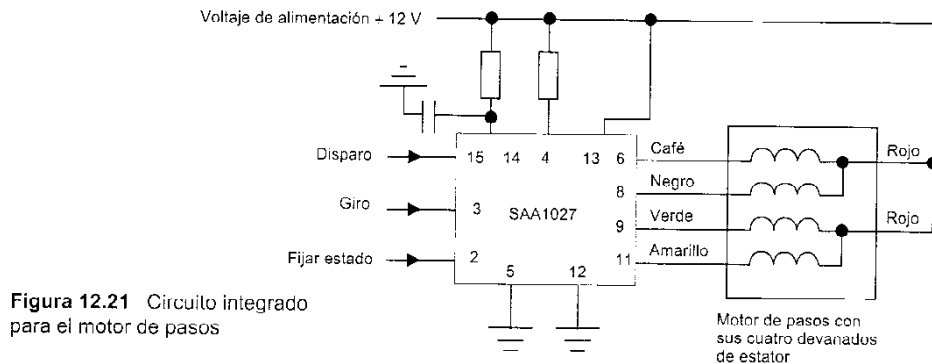 Voltaje de alimentación + 12 V
Disparo
15 14 4 13 6
Café
Rojo
Negro
8
Giro
3
SAA1027
Verde
9
Rojo
Fijar estado
2
Amarillo
11
5 12
Figura 12.21 Circuito integrado
para el motor de pasos
Motor de pasos con
sus cuatro devanados
de estator